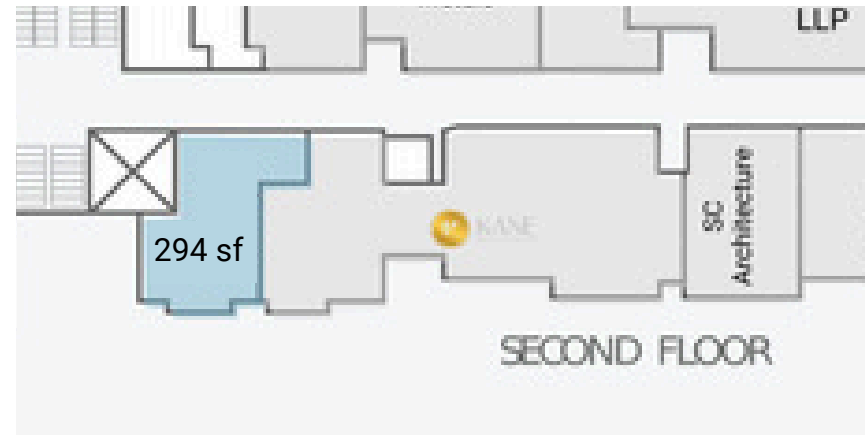 LLP
SC
Architecture
KANE
294 sf
SECOND FLOOR